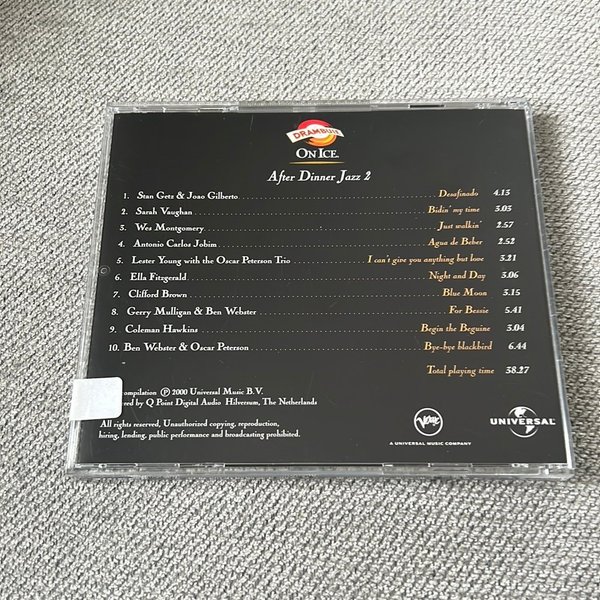 DRAMBUIE
ON ICE
After Dinner Jazz 2
1. Stan Getz & Joao Gilberto Desafinado 4.13
2. Sarah Vaughan Bidin' my time 3.03
3. Wes Montgomery Just walkin' 2.57
4. Antonio Carlos Jobim Agua de Beber 2.52
5. Lester Young with the Oscar Peterson Trio I can't give you anything but love 3.21
6. Ella Fitzgerald Night and Day 3.06
7. Clifford Brown Blue Moon 3.15
8. Gerry Mulligan & Ben Webster For Bessie 5.41
9. Coleman Hawkins Begin the Beguine 3.04
10. Ben Webster & Oscar Peterson Bye-bye blackbird 6.44
Total playing time 38.27
ompilation ℗ 2000 Universal Music B.V.
ered by Q Point Digital Audio Hilversum, The Netherlands
All rights reserved, Unauthorized copying, reproduction,
hiring, lending, public performance and broadcasting prohibited.
Verve
A UNIVERSAL MUSIC COMPANY
UNIVERSAL